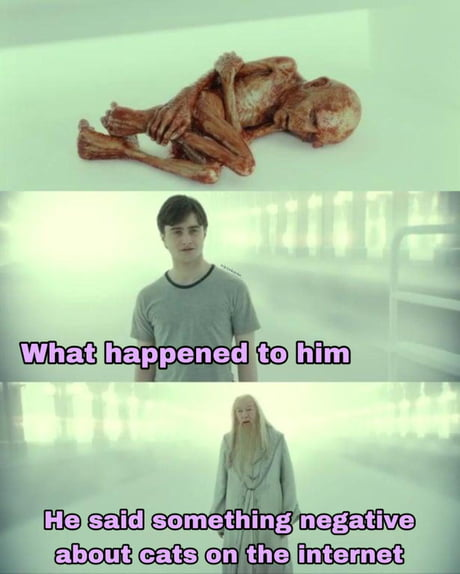 What happened to him
He said something negative
about cats on the internet